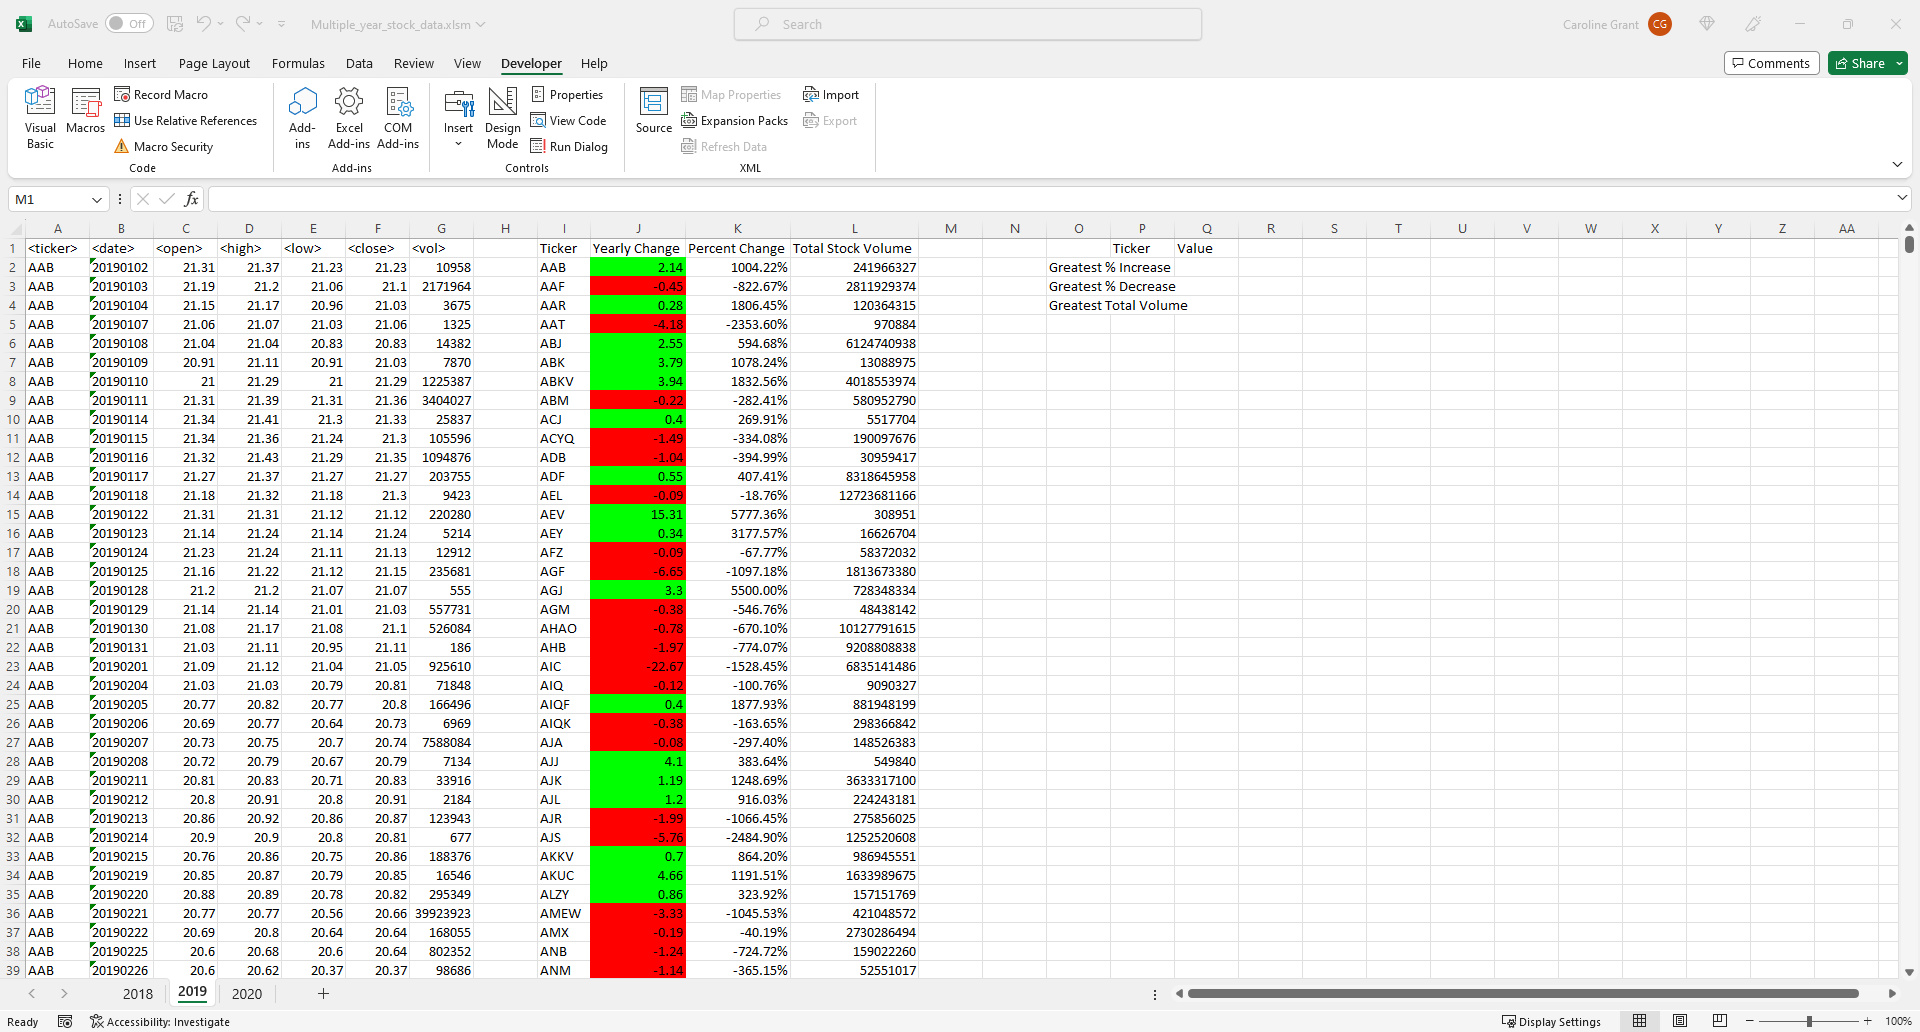 AutoSave Off Multiple_year_stock_data.xlsm Search Caroline Grant CG
File Home Insert Page Layout Formulas Data Review View Developer Help Comments Share
Visual Basic
Macros
Record Macro
Use Relative References
Macro Security
Code
Add-ins
Excel Add-ins
COM Add-ins
Add-ins
Insert
Design Mode
Properties
View Code
Run Dialog
Controls
Source
Map Properties
Expansion Packs
Refresh Data
Import
Export
XML
M1 fx
A B C D E F G H I J K L M N O P Q R S T U V W X Y Z AA
1 <ticker> <date> <open> <high> <low> <close> <vol> Ticker Yearly Change Percent Change Total Stock Volume Ticker Value
2 AAB 20190102 21.31 21.37 21.23 21.23 10958 AAB 2.14 1004.22% 241966327 Greatest % Increase
3 AAB 20190103 21.19 21.2 21.06 21.1 2171964 AAF -0.45 -822.67% 2811929374 Greatest % Decrease
4 AAB 20190104 21.15 21.17 20.96 21.03 3675 AAR 0.28 1806.45% 120364315 Greatest Total Volume
5 AAB 20190107 21.06 21.07 21.03 21.06 1325 AAT -4.18 -2353.60% 970884
6 AAB 20190108 21.04 21.04 20.83 20.83 14382 ABJ 2.55 594.68% 6124740938
7 AAB 20190109 20.91 21.11 20.91 21.03 7870 ABK 3.79 1078.24% 13088975
8 AAB 20190110 21 21.29 21 21.29 1225387 ABKV 3.94 1832.56% 4018553974
9 AAB 20190111 21.31 21.39 21.31 21.36 3404027 ABM -0.22 -282.41% 580952790
10 AAB 20190114 21.34 21.41 21.3 21.33 25837 ACJ 0.4 269.91% 5517704
11 AAB 20190115 21.34 21.36 21.24 21.3 105596 ACYQ -1.49 -334.08% 190097676
12 AAB 20190116 21.32 21.43 21.29 21.35 1094876 ADB -1.04 -394.99% 30959417
13 AAB 20190117 21.27 21.37 21.27 21.27 203755 ADF 0.55 407.41% 8318645958
14 AAB 20190118 21.18 21.32 21.18 21.3 9423 AEL -0.09 -18.76% 12723681166
15 AAB 20190122 21.31 21.31 21.12 21.12 220280 AEV 15.31 5777.36% 308951
16 AAB 20190123 21.14 21.24 21.14 21.24 5214 AEY 0.34 3177.57% 16626704
17 AAB 20190124 21.23 21.24 21.11 21.13 12912 AFZ -0.09 -67.77% 58372032
18 AAB 20190125 21.16 21.22 21.12 21.15 235681 AGF -6.65 -1097.18% 1813673380
19 AAB 20190128 21.2 21.2 21.07 21.07 555 AGJ 3.3 5500.00% 728348334
20 AAB 20190129 21.14 21.14 21.01 21.03 557731 AGM -0.38 -546.76% 48438142
21 AAB 20190130 21.08 21.17 21.08 21.1 526084 AHAO -0.78 -670.10% 10127791615
22 AAB 20190131 21.03 21.11 20.95 21.11 186 AHB -1.97 -774.07% 9208808838
23 AAB 20190201 21.09 21.12 21.04 21.05 925610 AIC -22.67 -1528.45% 6835141486
24 AAB 20190204 21.03 21.03 20.79 20.81 71848 AIQ -0.12 -100.76% 9090327
25 AAB 20190205 20.77 20.82 20.77 20.8 166496 AIQF 0.4 1877.93% 881948199
26 AAB 20190206 20.69 20.77 20.64 20.73 6969 AIQK -0.38 -163.65% 298366842
27 AAB 20190207 20.73 20.75 20.7 20.74 7588084 AJA -0.08 -297.40% 148526383
28 AAB 20190208 20.72 20.79 20.67 20.79 7134 AJJ 4.1 383.64% 549840
29 AAB 20190211 20.81 20.83 20.71 20.83 33916 AJK 1.19 1248.69% 3633317100
30 AAB 20190212 20.8 20.91 20.8 20.91 2184 AJL 1.2 916.03% 224243181
31 AAB 20190213 20.86 20.92 20.86 20.87 123943 AJR -1.99 -1066.45% 275856025
32 AAB 20190214 20.9 20.9 20.8 20.81 677 AJS -5.76 -2484.90% 1252520608
33 AAB 20190215 20.76 20.86 20.75 20.86 188376 AKKV 0.7 864.20% 986945551
34 AAB 20190219 20.85 20.87 20.79 20.85 16546 AKUC 4.66 1191.51% 1633989675
35 AAB 20190220 20.88 20.89 20.78 20.82 295349 ALZY 0.86 323.92% 157151769
36 AAB 20190221 20.77 20.77 20.56 20.66 39923923 AMEW -3.33 -1045.53% 421048572
37 AAB 20190222 20.69 20.8 20.64 20.64 168055 AMX -0.19 -40.19% 2730286494
38 AAB 20190225 20.6 20.68 20.6 20.64 802352 ANB -1.24 -724.72% 159022260
39 AAB 20190226 20.6 20.62 20.37 20.37 98686 ANM -1.14 -365.15% 52551017
2018 2019 2020
Ready Accessibility: Investigate Display Settings 100%